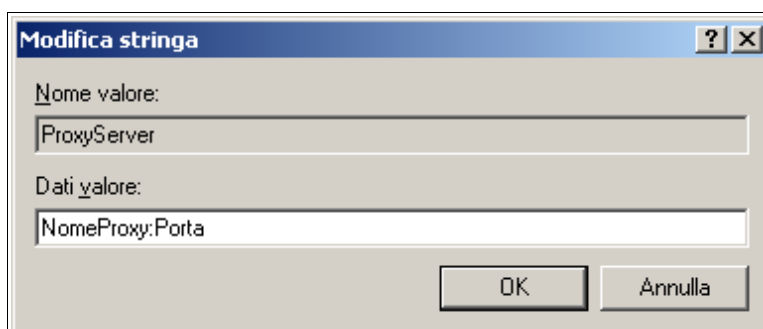 Modifica stringa
Nome valore:
ProxyServer
Dati valore:
NomeProxy:Porta
OK Annulla